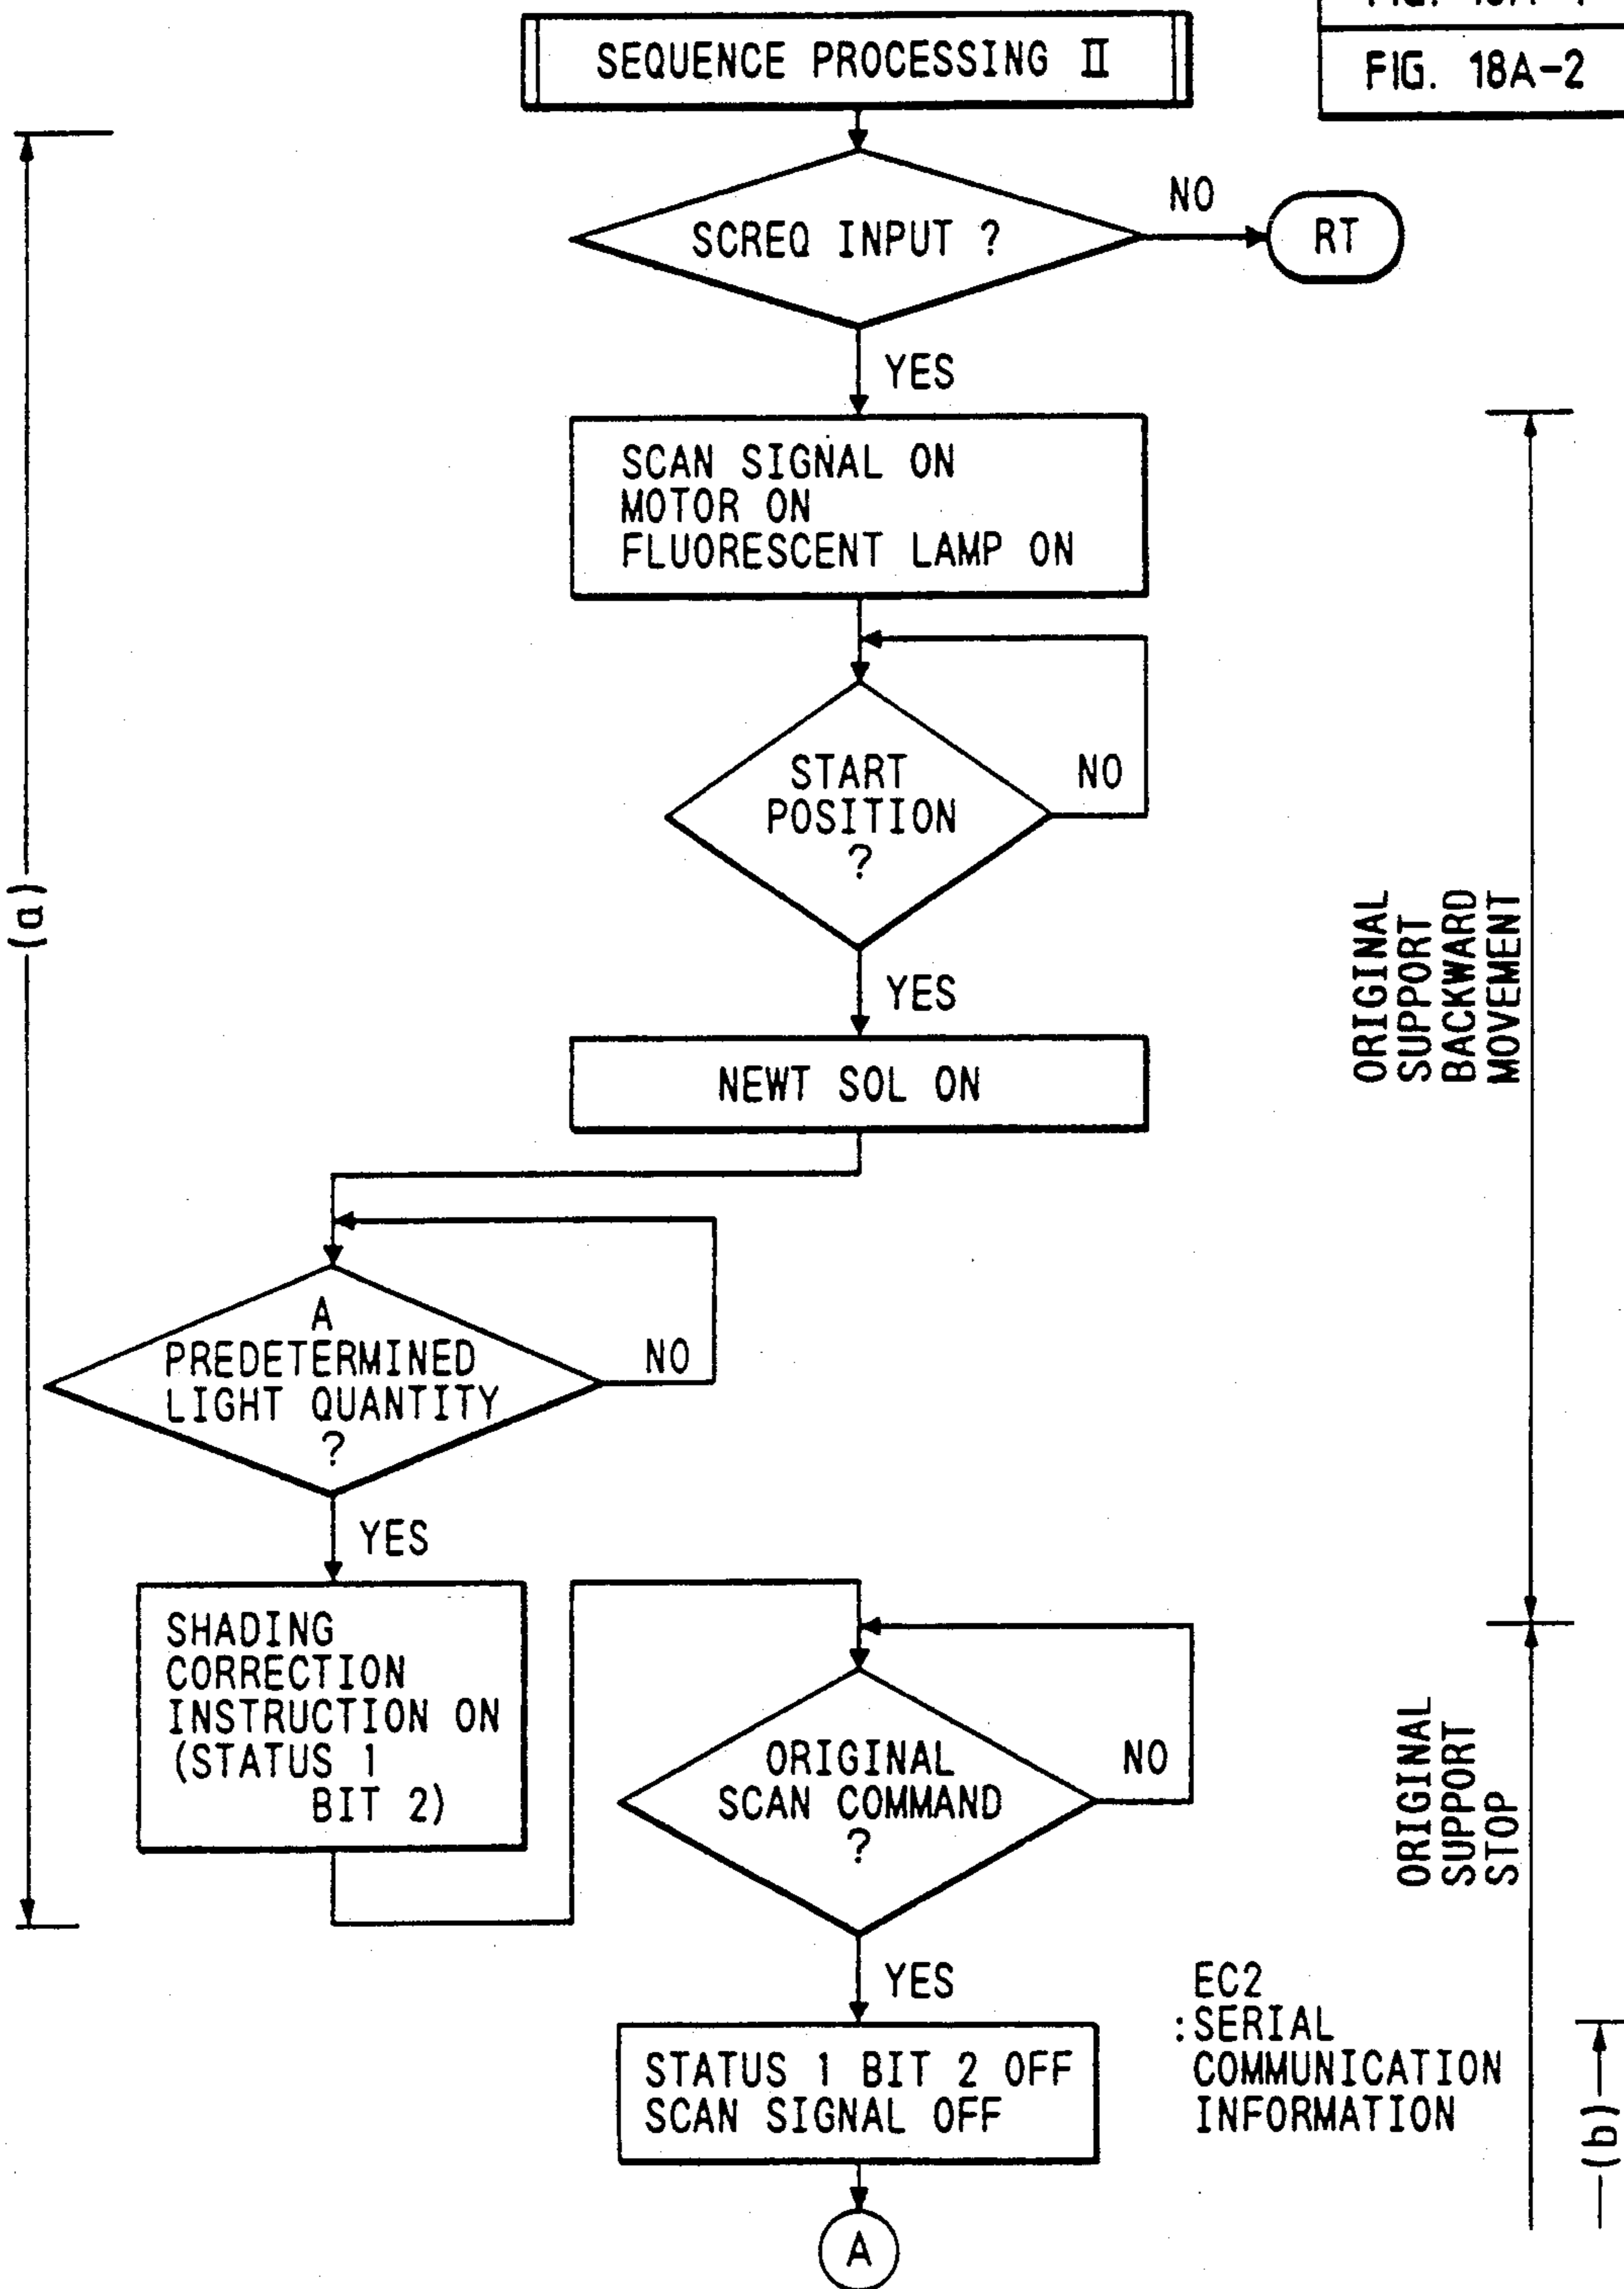 FIG. 18A-2
SEQUENCE PROCESSING II
SCREQ INPUT ?
NO
RT
YES
SCAN SIGNAL ON
MOTOR ON
FLUORESCENT LAMP ON
START
POSITION
?
NO
YES
NEWT SOL ON
(a)
ORIGINAL
SUPPORT
BACKWARD
MOVEMENT
A
PREDETERMINED
LIGHT QUANTITY
?
NO
YES
SHADING
CORRECTION
INSTRUCTION ON
(STATUS 1
BIT 2)
ORIGINAL
SCAN COMMAND
?
NO
ORIGINAL
SUPPORT
STOP
YES
EC2
:SERIAL
COMMUNICATION
INFORMATION
STATUS 1 BIT 2 OFF
SCAN SIGNAL OFF
(b)
A